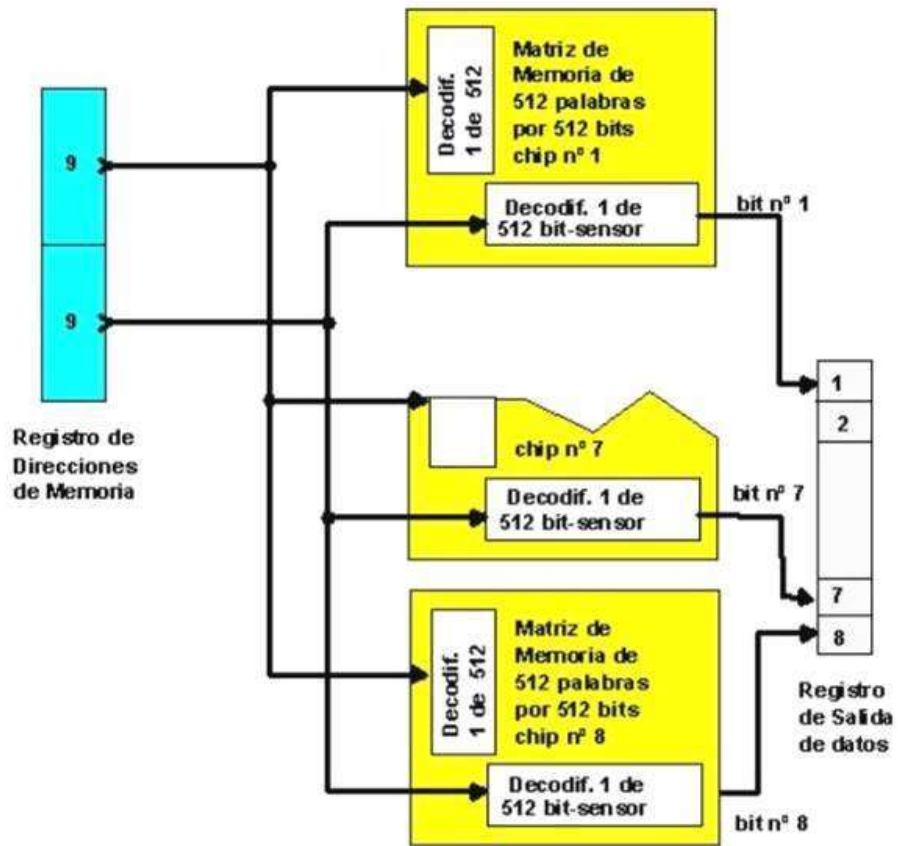 9
9
Registro de
Direcciones
de Memoria
Decodif.
1 de 512
Matriz de
Memoria de
512 palabras
por 512 bits
chip nº 1
Decodif. 1 de
512 bit-sensor
bit nº 1
chip nº 7
Decodif. 1 de
512 bit-sensor
bit nº 7
Decodif.
1 de 512
Matriz de
Memoria de
512 palabras
por 512 bits
chip nº 8
Decodif. 1 de
512 bit-sensor
bit nº 8
1
2
7
8
Registro
de Salida
de datos